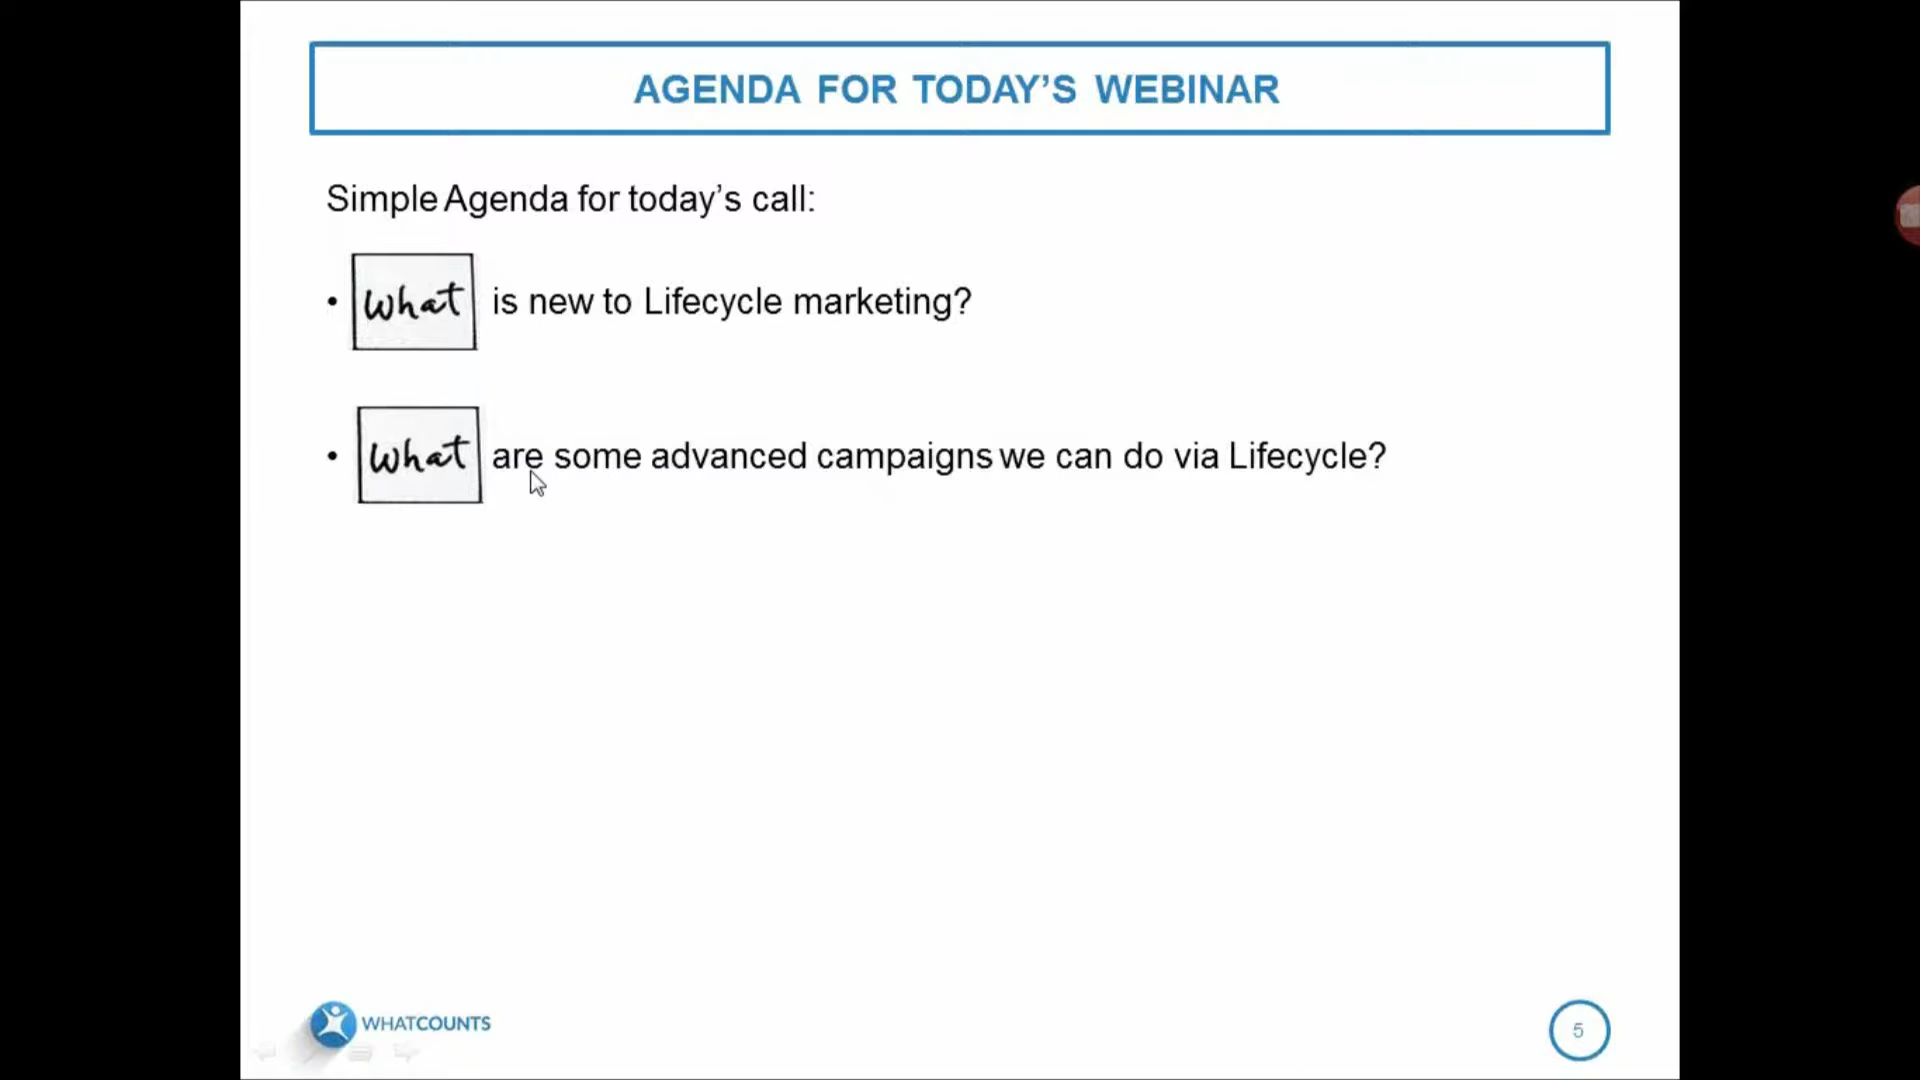 AGENDA FOR TODAY’S WEBINAR
Simple Agenda for today’s call:
• What is new to Lifecycle marketing?
• What are some advanced campaigns we can do via Lifecycle?
WHATCOUNTS
5